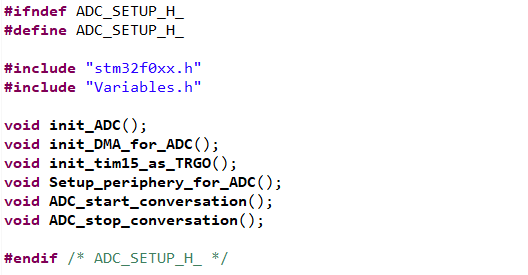 #ifndef ADC_SETUP_H_
#define ADC_SETUP_H_
#include "stm32f0xx.h"
#include "Variables.h"
void init_ADC();
void init_DMA_for_ADC();
void init_tim15_as_TRGO();
void Setup_periphery_for_ADC();
void ADC_start_conversation();
void ADC_stop_conversation();
#endif /* ADC_SETUP_H_ */